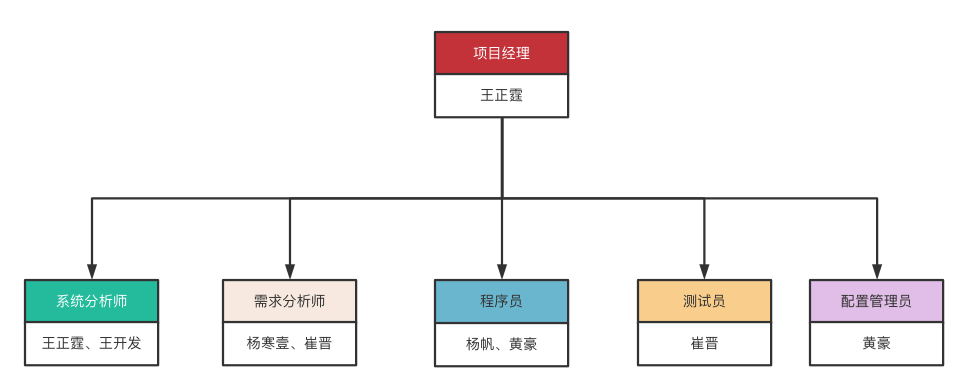 项目经理
王正霆
系统分析师
王正霆、王开发
需求分析师
杨寒壹、崔晋
程序员
杨帆、黄豪
测试员
崔晋
配置管理员
黄豪